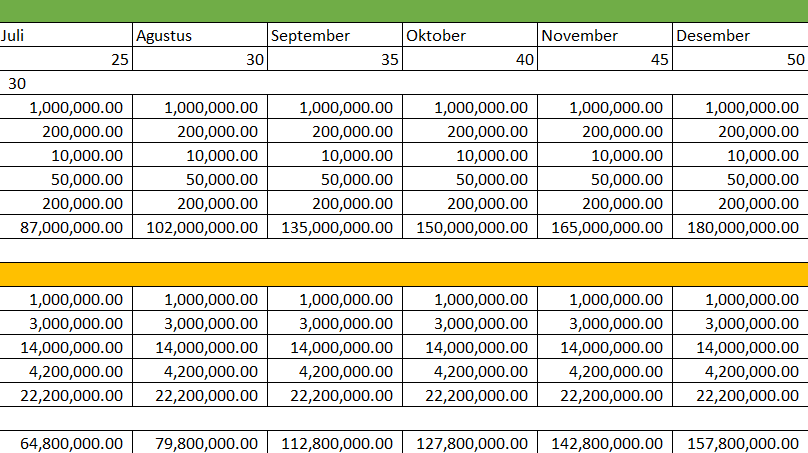 Juli Agustus September Oktober November Desember
25 30 35 40 45 50
30
1,000,000.00 1,000,000.00 1,000,000.00 1,000,000.00 1,000,000.00 1,000,000.00
200,000.00 200,000.00 200,000.00 200,000.00 200,000.00 200,000.00
10,000.00 10,000.00 10,000.00 10,000.00 10,000.00 10,000.00
50,000.00 50,000.00 50,000.00 50,000.00 50,000.00 50,000.00
200,000.00 200,000.00 200,000.00 200,000.00 200,000.00 200,000.00
87,000,000.00 102,000,000.00 135,000,000.00 150,000,000.00 165,000,000.00 180,000,000.00
1,000,000.00 1,000,000.00 1,000,000.00 1,000,000.00 1,000,000.00 1,000,000.00
3,000,000.00 3,000,000.00 3,000,000.00 3,000,000.00 3,000,000.00 3,000,000.00
14,000,000.00 14,000,000.00 14,000,000.00 14,000,000.00 14,000,000.00 14,000,000.00
4,200,000.00 4,200,000.00 4,200,000.00 4,200,000.00 4,200,000.00 4,200,000.00
22,200,000.00 22,200,000.00 22,200,000.00 22,200,000.00 22,200,000.00 22,200,000.00
64,800,000.00 79,800,000.00 112,800,000.00 127,800,000.00 142,800,000.00 157,800,000.00